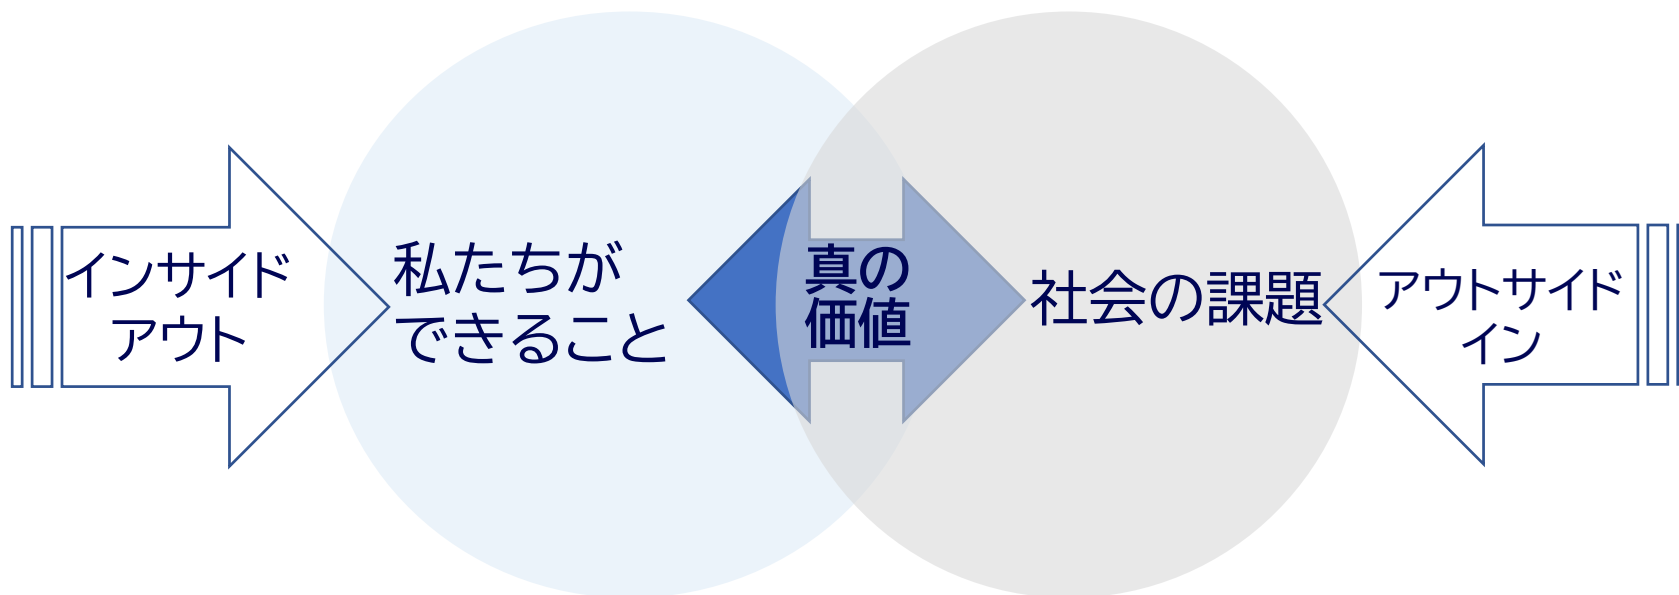 インサイド
アウト
私たちが
できること
真の
価値
社会の課題
アウトサイド
イン